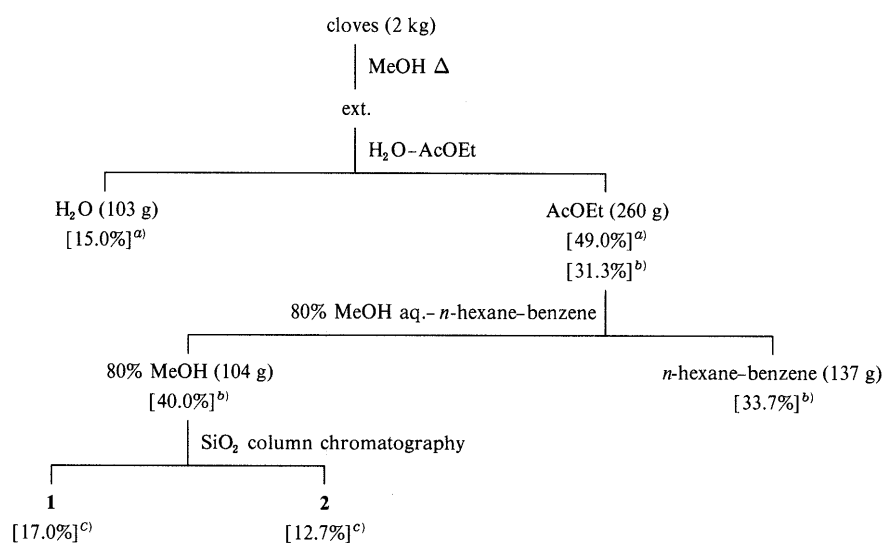 cloves (2 kg)
MeOH Δ
ext.
H₂O–AcOEt
H₂O (103 g)
[15.0%]ᵃ⁾
AcOEt (260 g)
[49.0%]ᵃ⁾
[31.3%]ᵇ⁾
80% MeOH aq.–n-hexane–benzene
80% MeOH (104 g)
[40.0%]ᵇ⁾
n-hexane–benzene (137 g)
[33.7%]ᵇ⁾
SiO₂ column chromatography
1
[17.0%]ᶜ⁾
2
[12.7%]ᶜ⁾